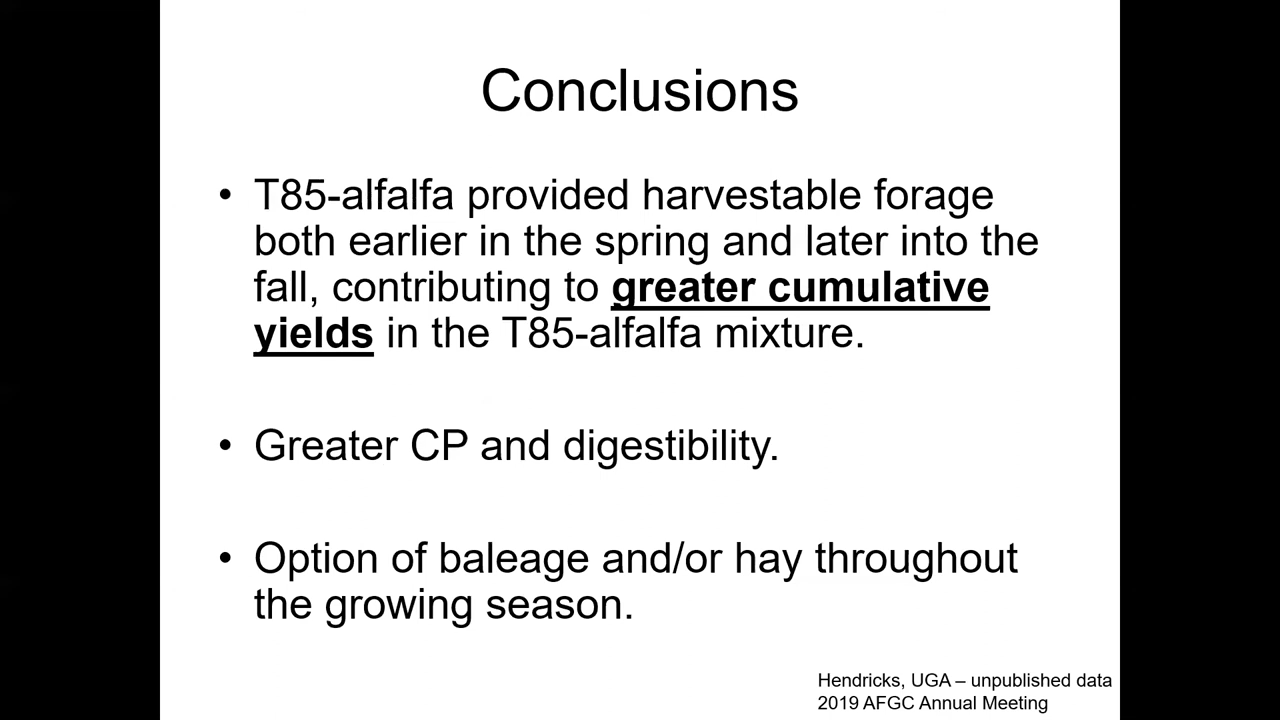 Conclusions
• T85-alfalfa provided harvestable forage
both earlier in the spring and later into the
fall, contributing to greater cumulative
yields in the T85-alfalfa mixture.
• Greater CP and digestibility.
• Option of baleage and/or hay throughout
the growing season.
Hendricks, UGA – unpublished data
2019 AFGC Annual Meeting